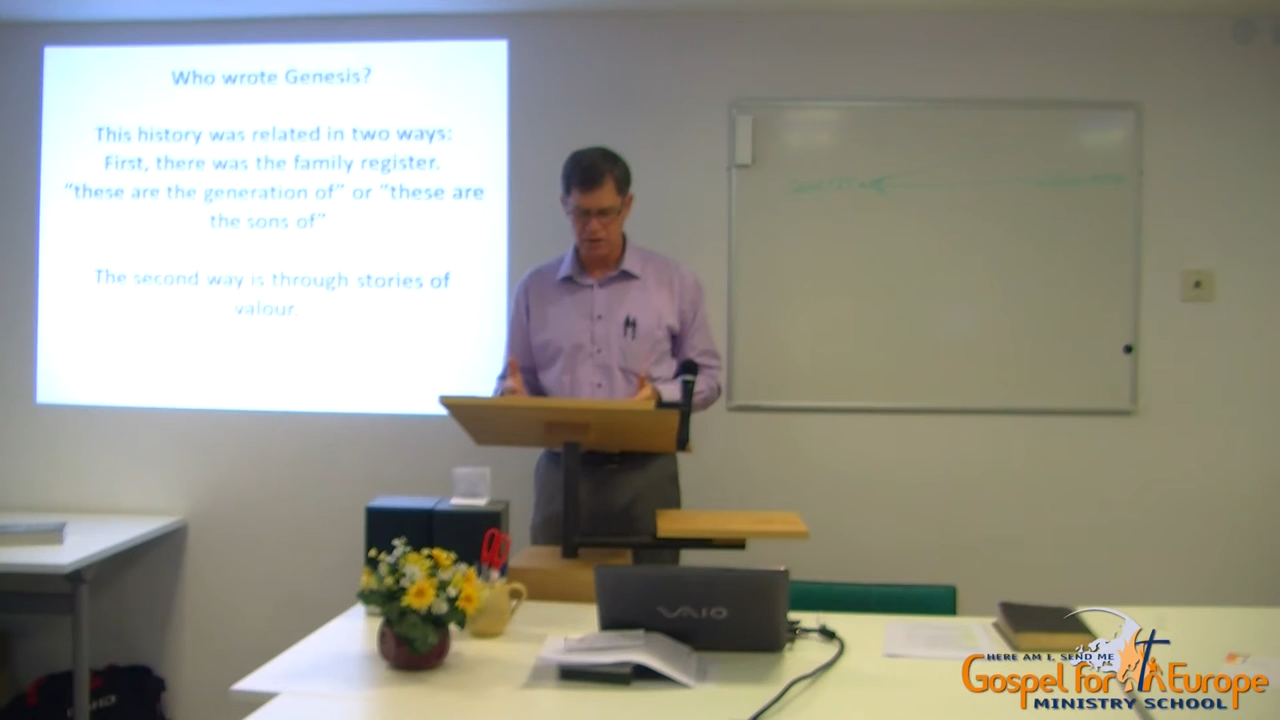 Who wrote Genesis?
This history was related in two ways:
First, there was the family register.
"these are the generation of" or "these are
the sons of"
The second way is through stories of
valour.
VAIO
HERE AM I, SEND ME
Gospel for Europe
MINISTRY SCHOOL